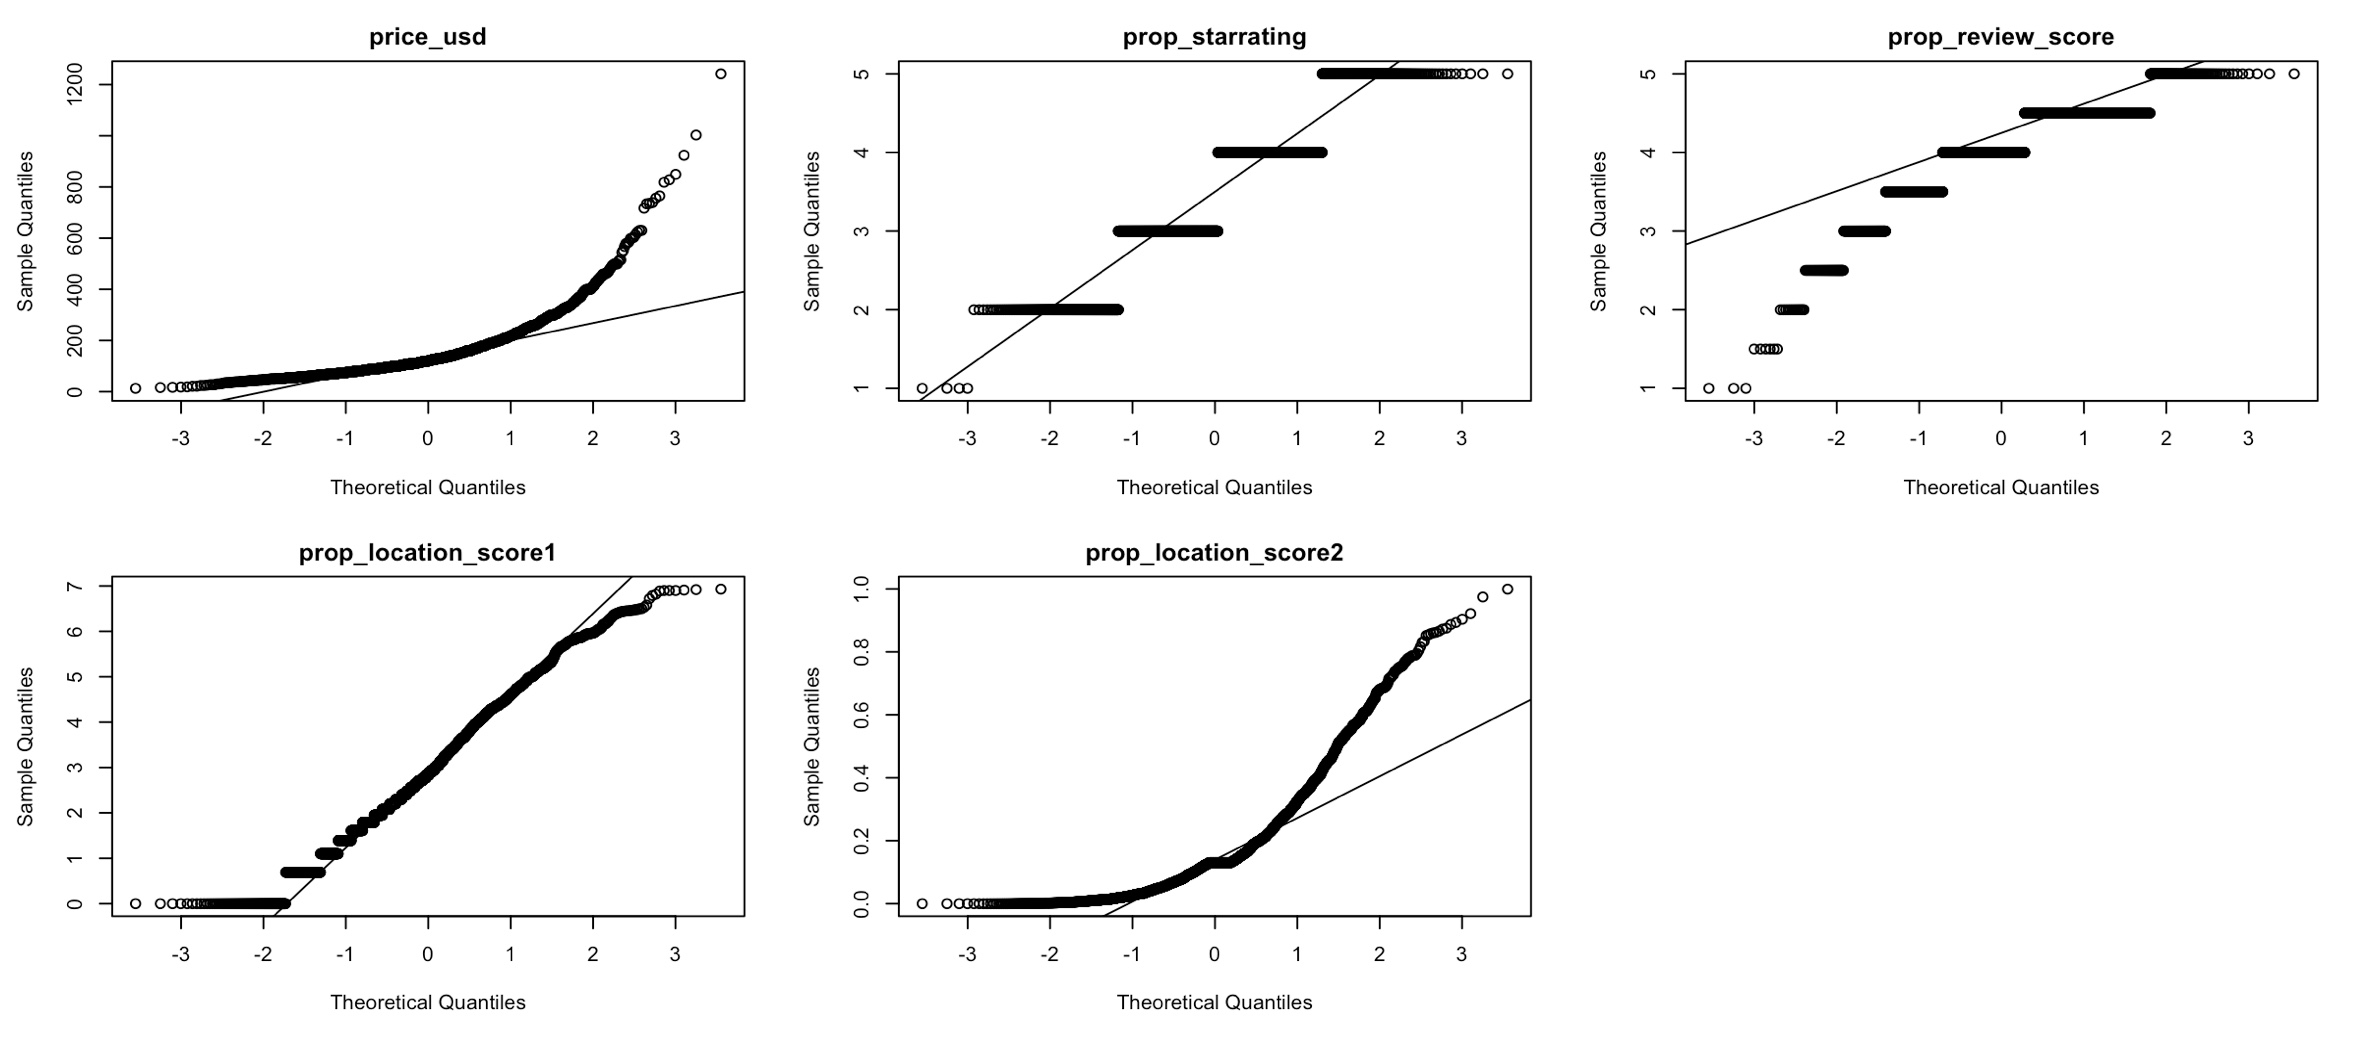 price_usd
Sample Quantiles
0 200 400 600 800 1200
-3 -2 -1 0 1 2 3
Theoretical Quantiles
prop_starrating
Sample Quantiles
1 2 3 4 5
-3 -2 -1 0 1 2 3
Theoretical Quantiles
prop_review_score
Sample Quantiles
1 2 3 4 5
-3 -2 -1 0 1 2 3
Theoretical Quantiles
prop_location_score1
Sample Quantiles
0 1 2 3 4 5 6 7
-3 -2 -1 0 1 2 3
Theoretical Quantiles
prop_location_score2
Sample Quantiles
0.0 0.2 0.4 0.6 0.8 1.0
-3 -2 -1 0 1 2 3
Theoretical Quantiles